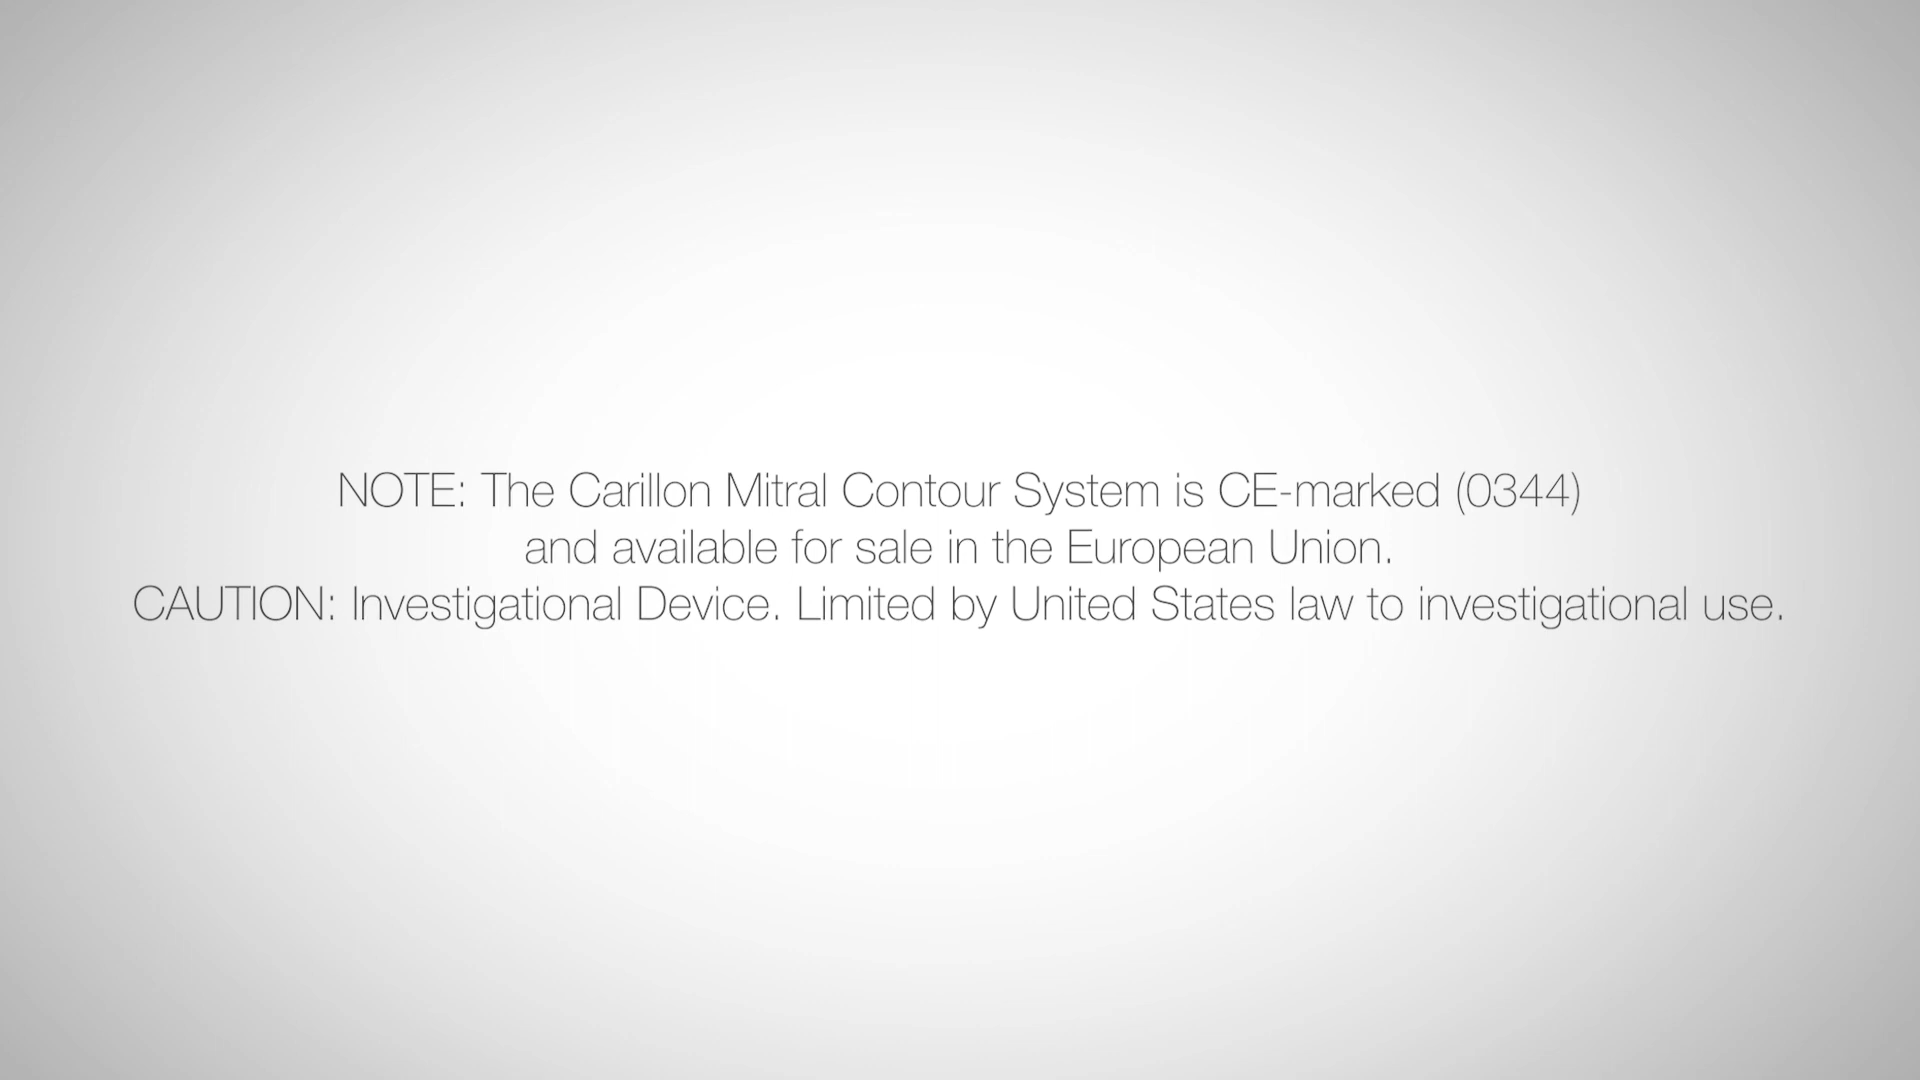 NOTE: The Carillon Mitral Contour System is CE-marked (0344)
and available for sale in the European Union.
CAUTION: Investigational Device. Limited by United States law to investigational use.